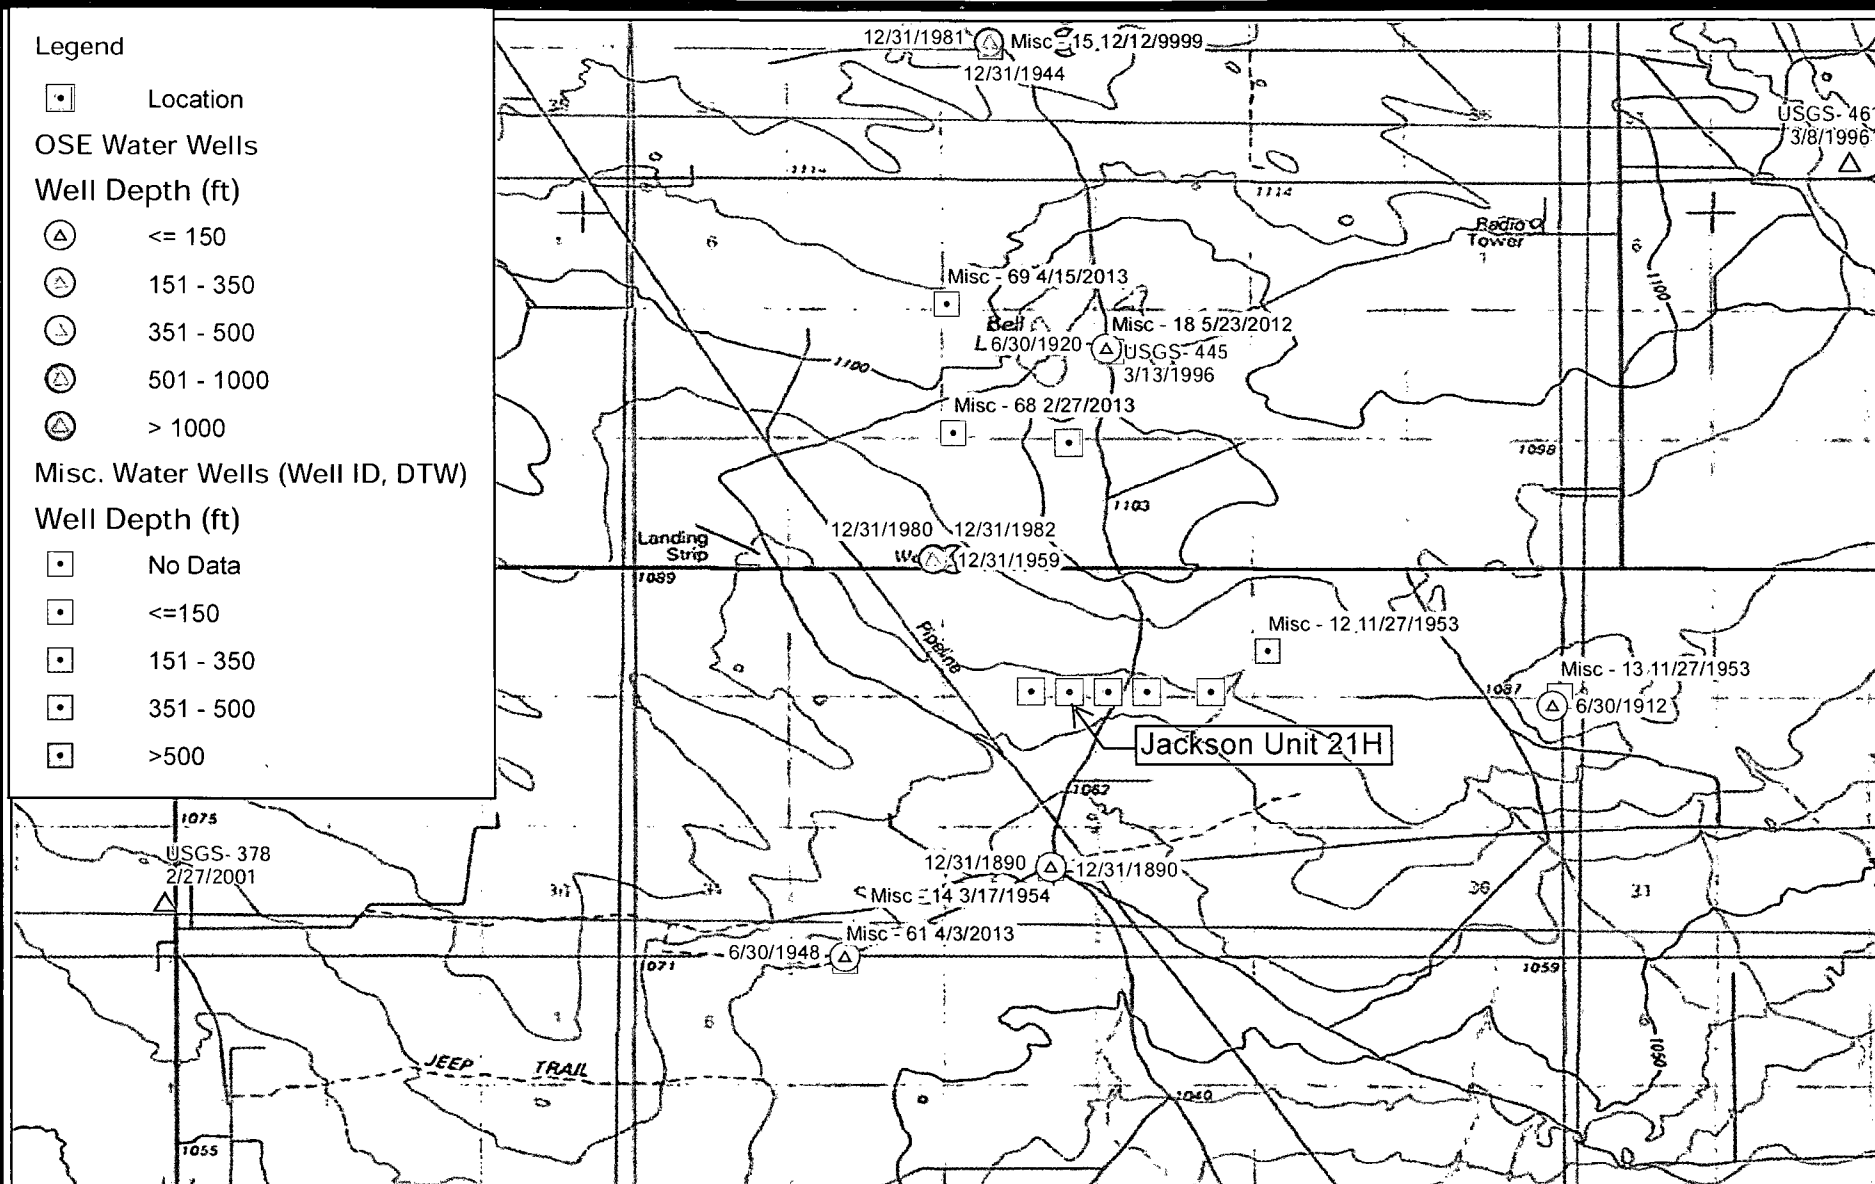 Legend
Location
OSE Water Wells
Well Depth (ft)
<= 150
151 - 350
351 - 500
501 - 1000
> 1000
Misc. Water Wells (Well ID, DTW)
Well Depth (ft)
No Data
<=150
151 - 350
351 - 500
>500
12/31/1981
Misc - 15 12/12/9999
12/31/1944
USGS- 46
3/8/1996
1114
1114
Radio
Tower
6
6
1100
Misc - 69 4/15/2013
Bell
L
6/30/1920
Misc - 18 5/23/2012
USGS- 445
3/13/1996
1100
Misc - 68 2/27/2013
1098
1103
12/31/1980
12/31/1982
Landing
Strip
12/31/1959
1089
Pipeline
Misc - 12 11/27/1953
Misc - 13 11/27/1953
1087
6/30/1912
Jackson Unit 21H
1062
1075
USGS- 378
2/27/2001
12/31/1890
12/31/1890
Misc - 14 3/17/1954
36
31
Misc - 61 4/3/2013
6/30/1948
1071
1059
6
6
1050
JEEP TRAIL
1040
1055